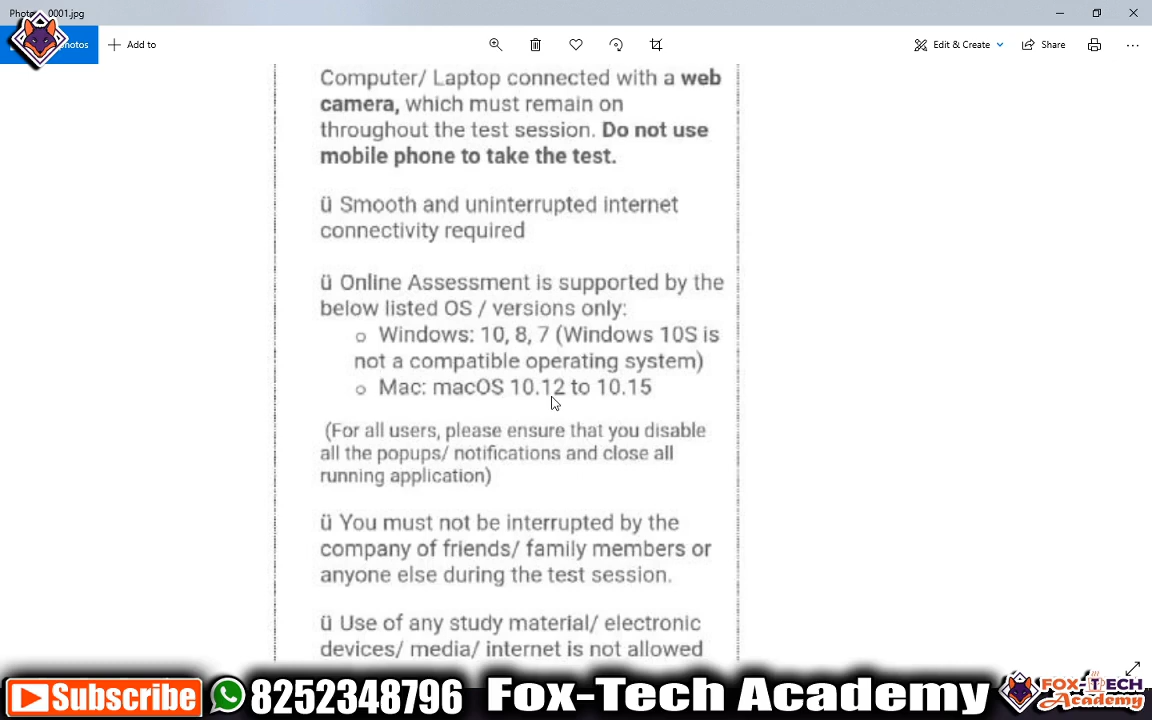 Photo 0001.jpg
photos
Add to
Edit & Create
Share
Computer/ Laptop connected with a web
camera, which must remain on
throughout the test session. Do not use
mobile phone to take the test.
ü Smooth and uninterrupted internet
connectivity required
ü Online Assessment is supported by the
below listed OS / versions only:
o Windows: 10, 8, 7 (Windows 10S is
not a compatible operating system)
o Mac: macOS 10.12 to 10.15
(For all users, please ensure that you disable
all the popups/ notifications and close all
running application)
ü You must not be interrupted by the
company of friends/ family members or
anyone else during the test session.
ü Use of any study material/ electronic
devices/ media/ internet is not allowed
Subscribe 8252348796 Fox-Tech Academy
FOX-TECH
Academy